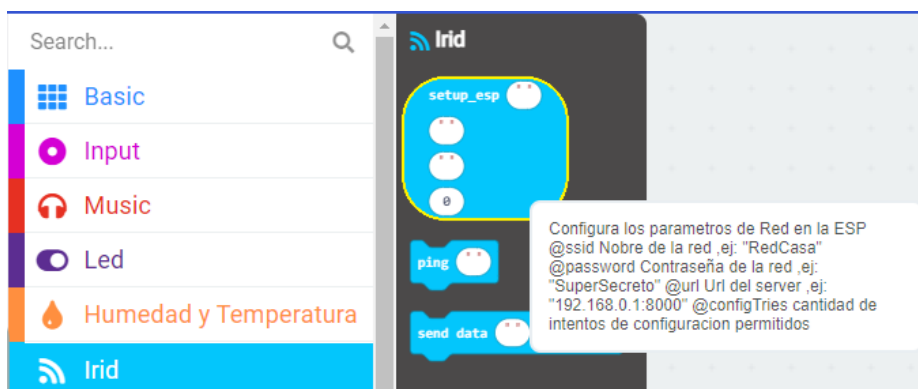 Search...
Basic
Input
Music
Led
Humedad y Temperatura
Irid
Irid
setup_esp " "
" "
" "
0
ping " "
send data " "
Configura los parametros de Red en la ESP
@ssid Nobre de la red ,ej: "RedCasa"
@password Contraseña de la red ,ej:
"SuperSecreto" @url Url del server ,ej:
"192.168.0.1:8000" @configTries cantidad de
intentos de configuracion permitidos